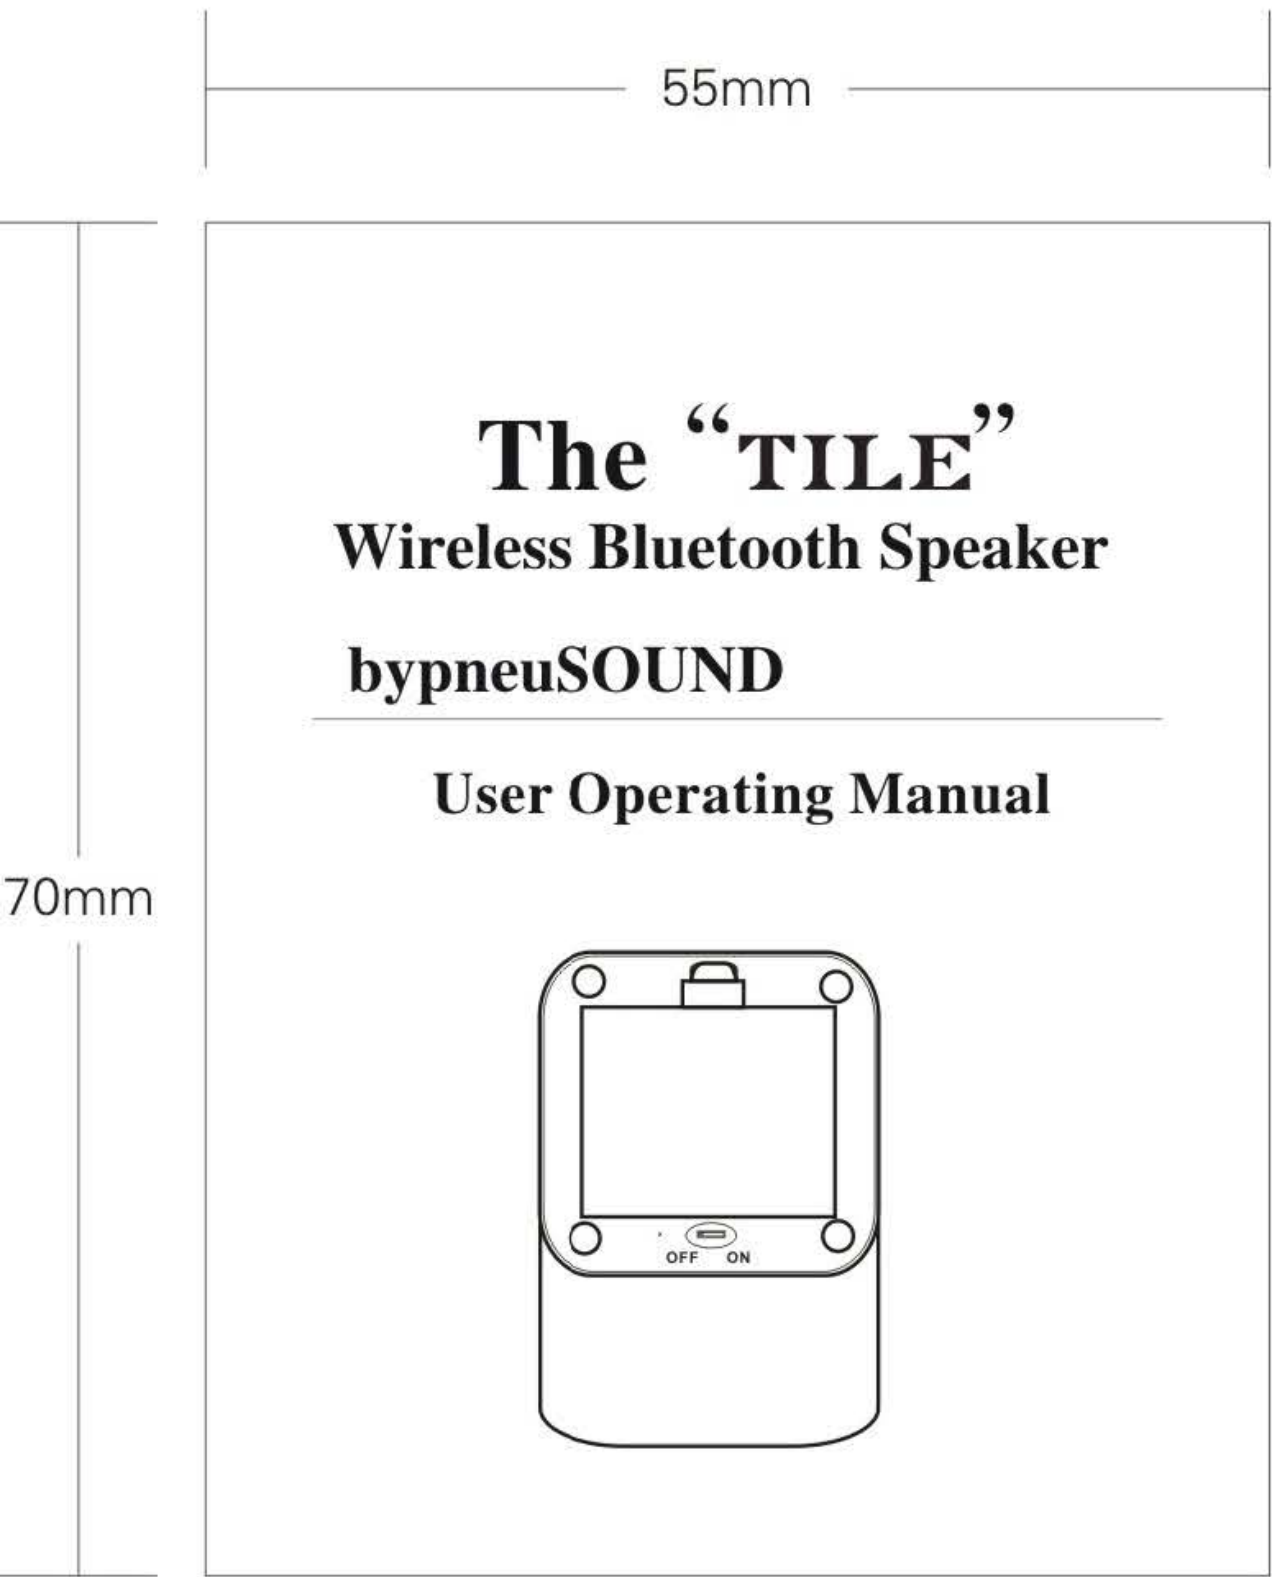 55mm
The “TILE”
Wireless Bluetooth Speaker
bypneuSOUND
User Operating Manual
70mm
OFF ON